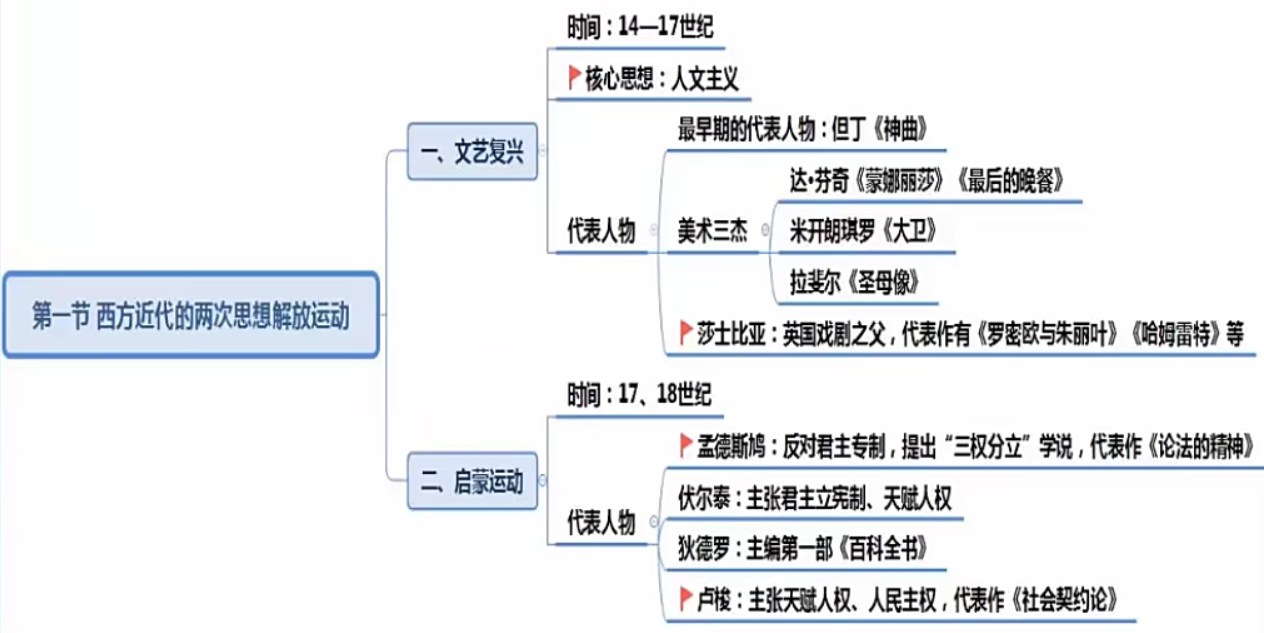 第一节 西方近代的两次思想解放运动
一、文艺复兴
时间：14—17世纪
核心思想：人文主义
代表人物
最早期的代表人物：但丁《神曲》
美术三杰
达·芬奇《蒙娜丽莎》《最后的晚餐》
米开朗琪罗《大卫》
拉斐尔《圣母像》
莎士比亚：英国戏剧之父，代表作有《罗密欧与朱丽叶》《哈姆雷特》等
二、启蒙运动
时间：17、18世纪
代表人物
孟德斯鸠：反对君主专制，提出“三权分立”学说，代表作《论法的精神》
伏尔泰：主张君主立宪制、天赋人权
狄德罗：主编第一部《百科全书》
卢梭：主张天赋人权、人民主权，代表作《社会契约论》